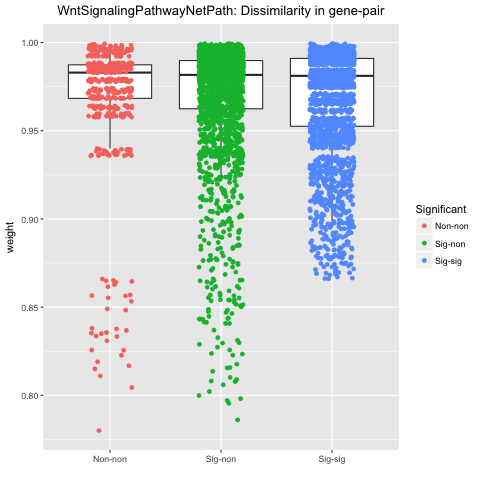 WntSignalingPathwayNetPath: Dissimilarity in gene-pair
1.00
0.95
0.90
0.85
0.80
weight
Non-non
Sig-non
Sig-sig
Significant
Non-non
Sig-non
Sig-sig